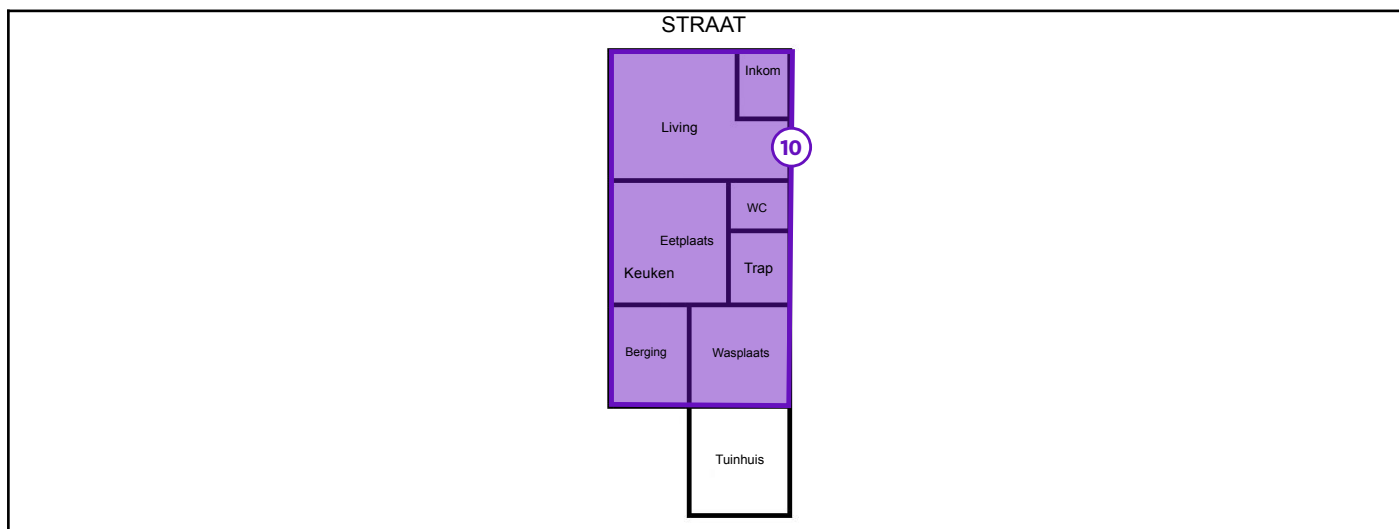 STRAAT
Inkom
Living
10
WC
Eetplaats
Keuken
Trap
Berging
Wasplaats
Tuinhuis